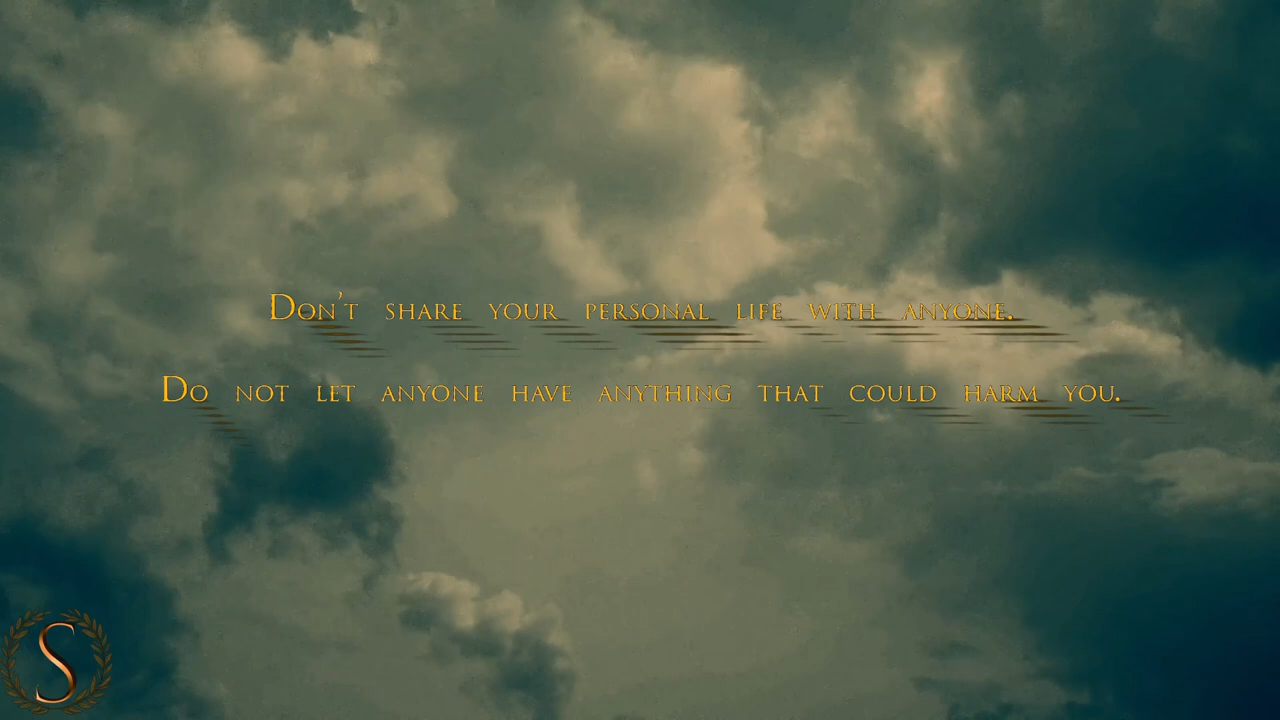 Don't share your personal life with anyone.
Do not let anyone have anything that could harm you.
S